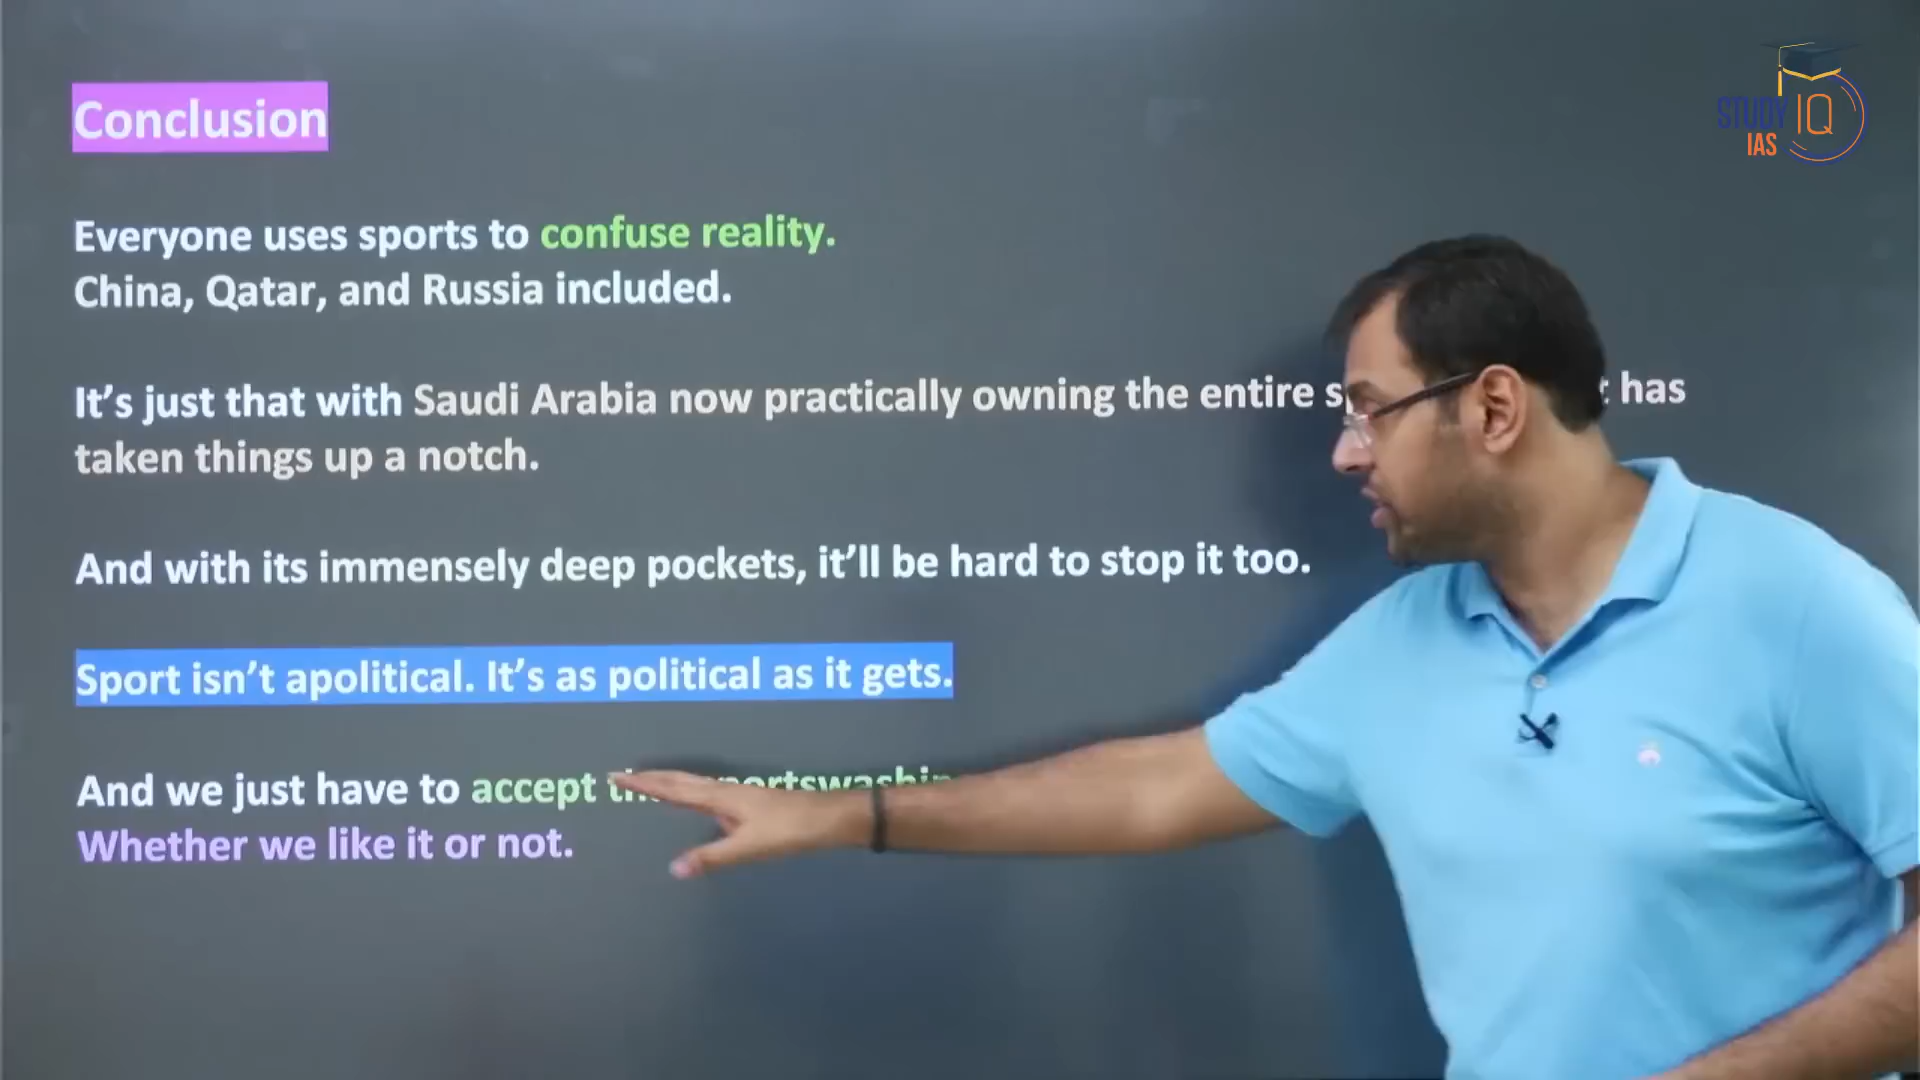 Conclusion
STUDY IQ
IAS
Everyone uses sports to confuse reality.
China, Qatar, and Russia included.
It’s just that with Saudi Arabia now practically owning the entire has
taken things up a notch.
And with its immensely deep pockets, it’ll be hard to stop it too.
Sport isn’t apolitical. It’s as political as it gets.
And we just have to accept
Whether we like it or not.